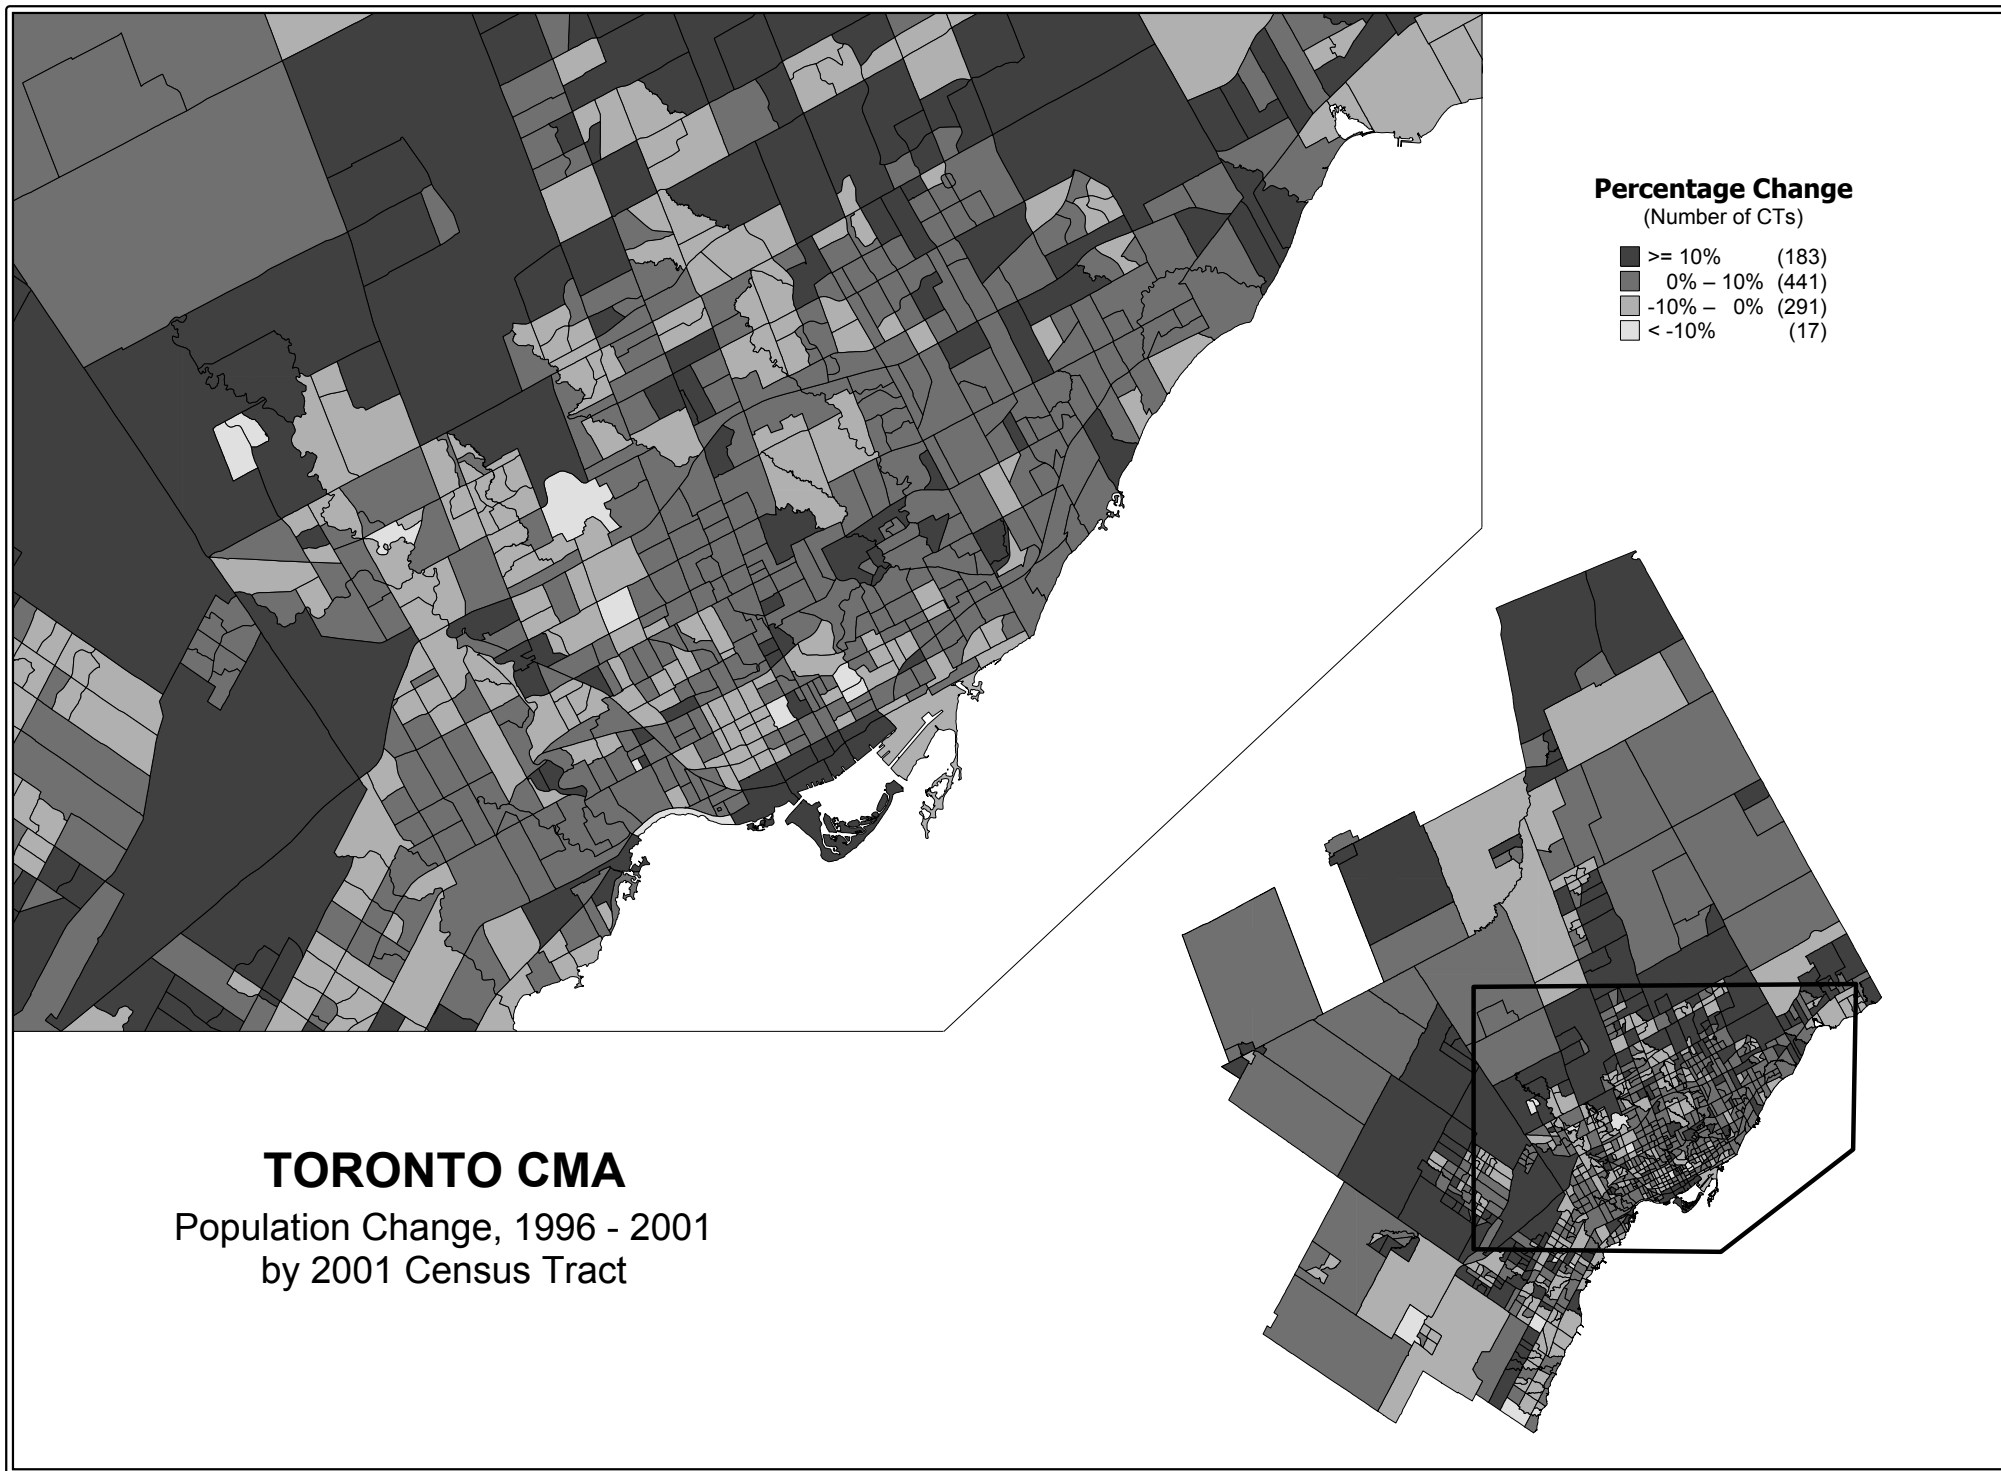 Percentage Change
(Number of CTs)
>= 10% (183)
0% – 10% (441)
-10% – 0% (291)
< -10% (17)
TORONTO CMA
Population Change, 1996 - 2001
by 2001 Census Tract